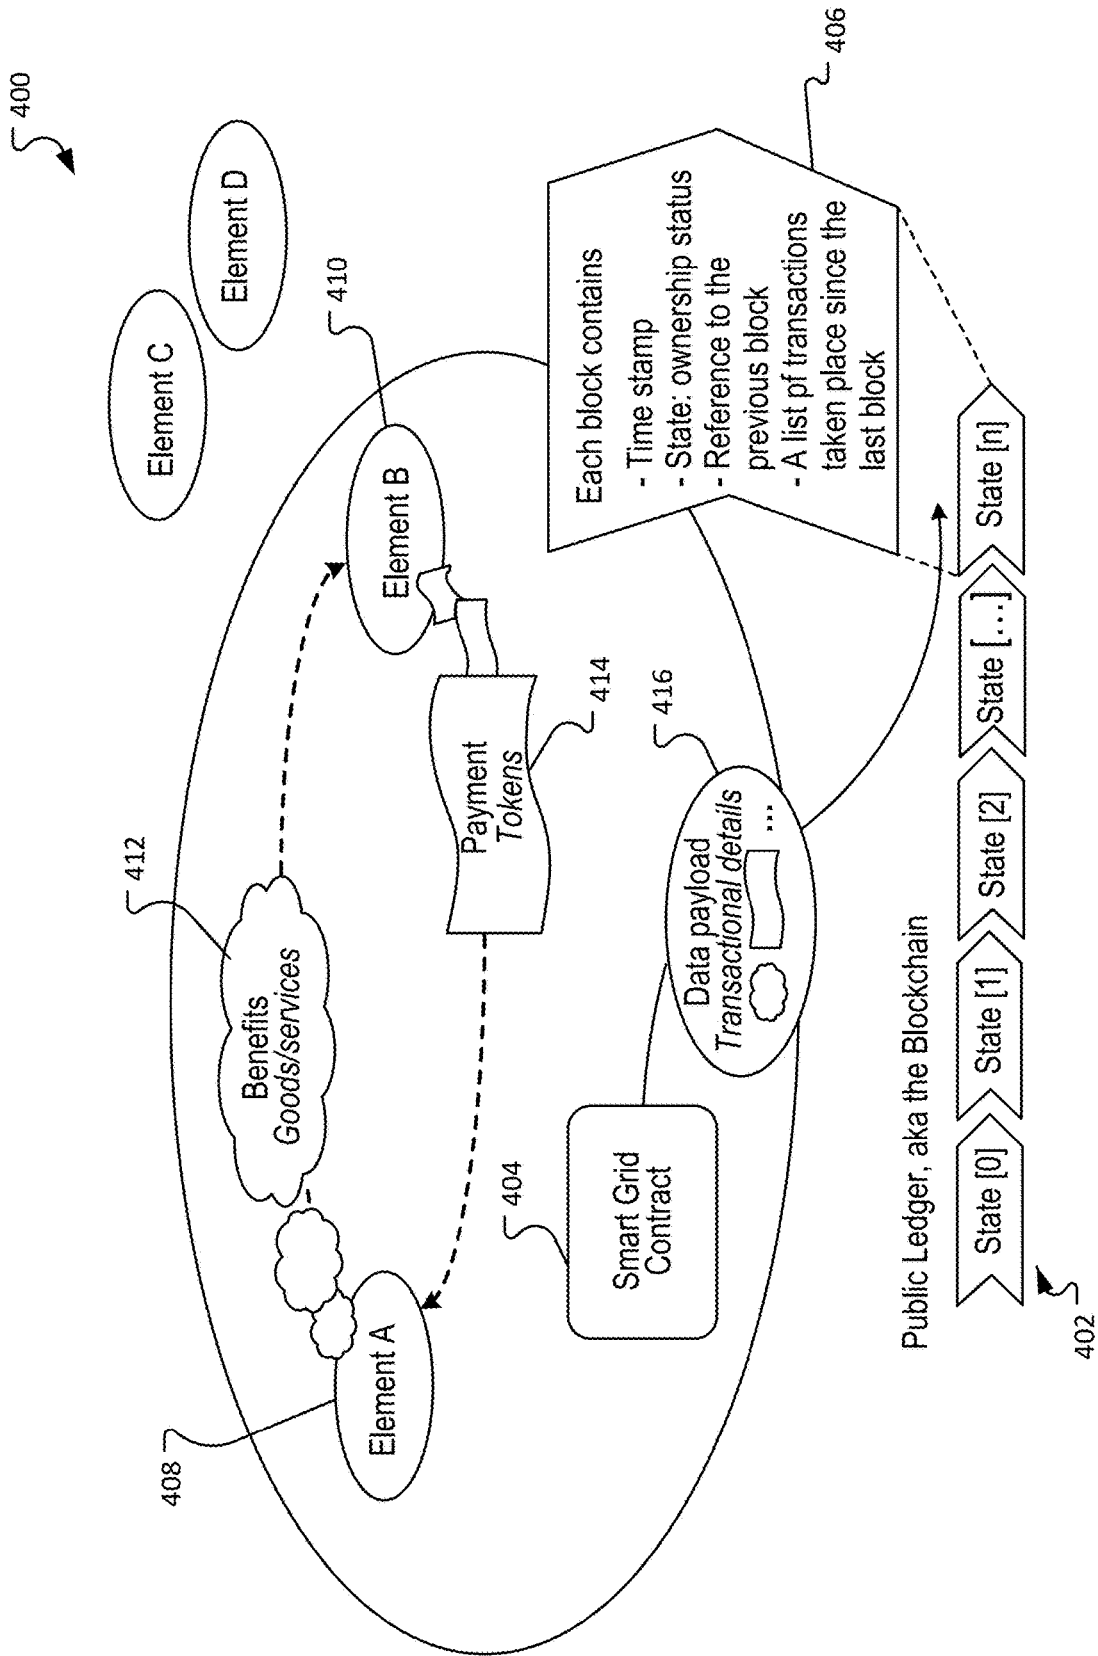 400
Element C
Element D
410
412
Benefits
Goods/services
Element B
408
Element A
Payment
Tokens
414
404
Smart Grid
Contract
416
Data payload
Transactional details
...
406
Each block contains
- Time stamp
- State: ownership status
- Reference to the
previous block
- A list pf transactions
taken place since the
last block
Public Ledger, aka the Blockchain
State [0]
State [1]
State [2]
State [...]
State [n]
402